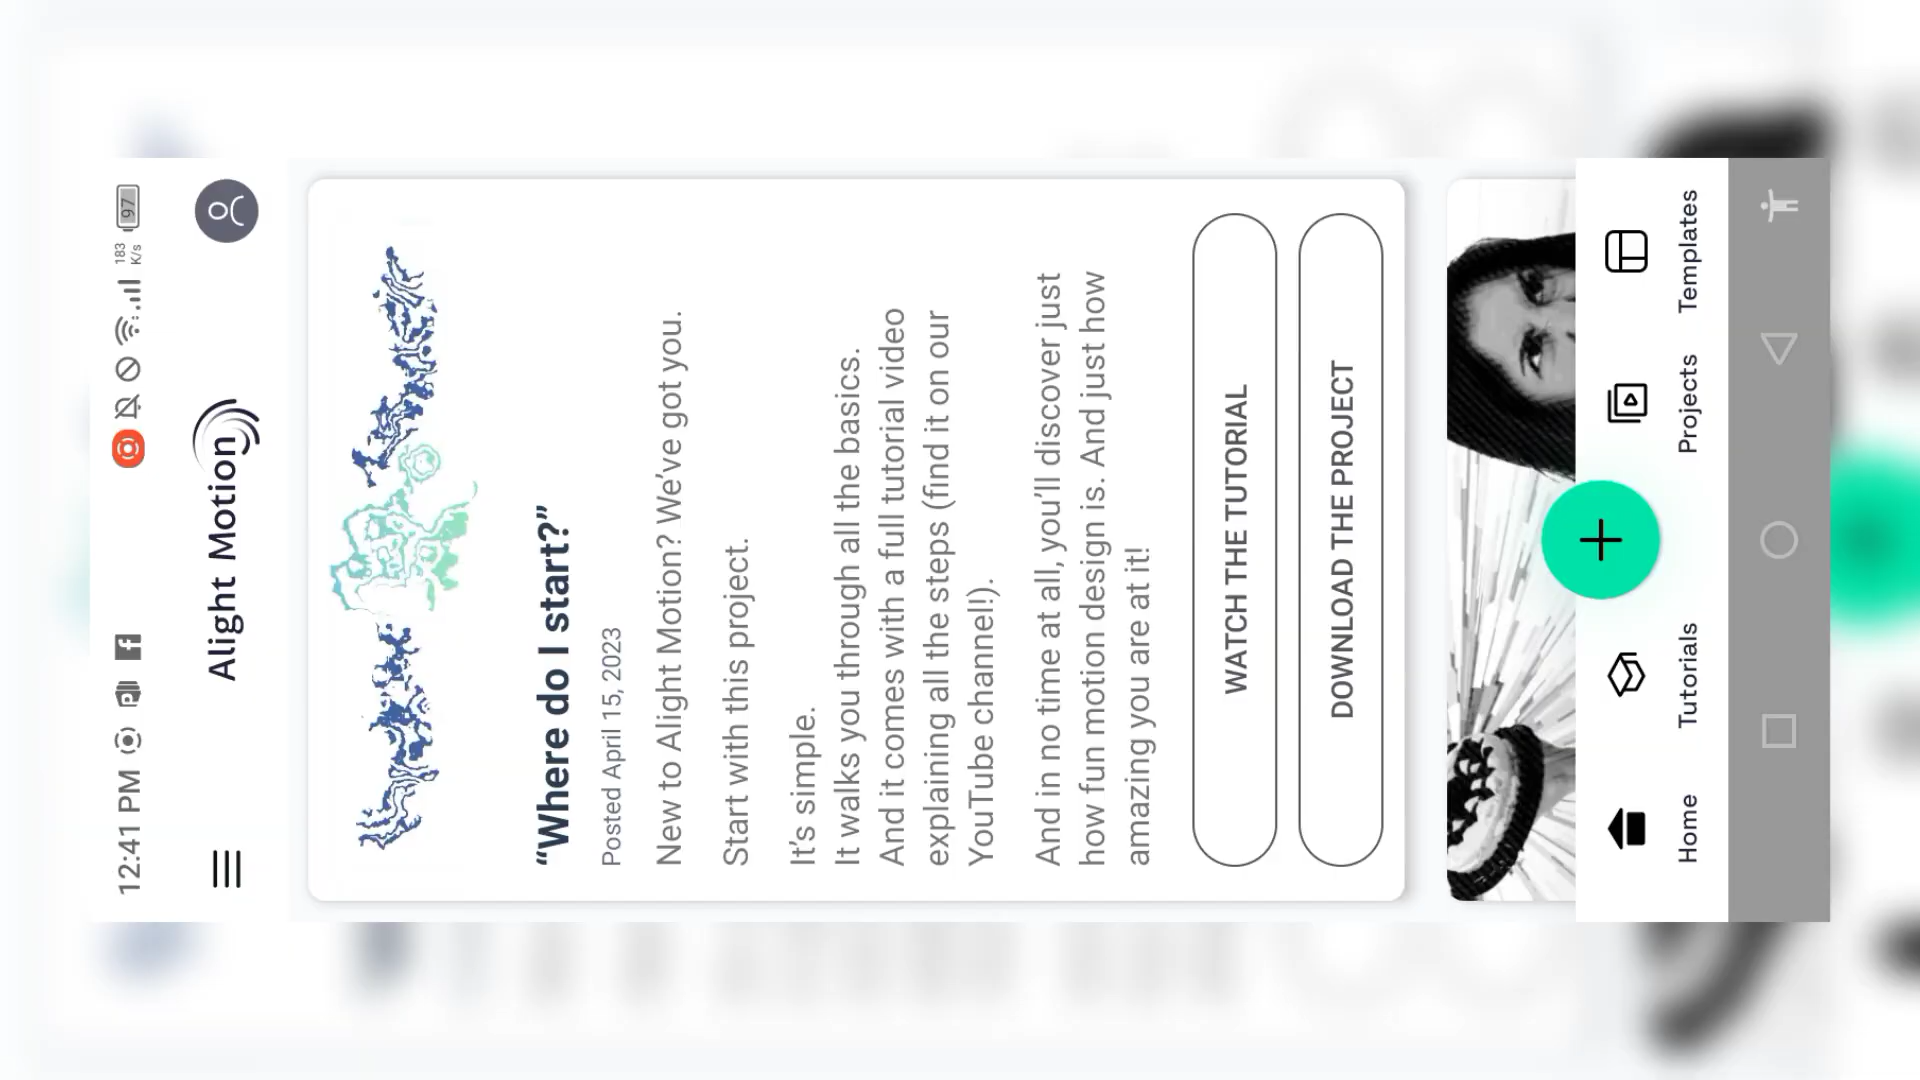 12:41 PM
183
K/s
97
Alight Motion
“Where do I start?”
Posted April 15, 2023
New to Alight Motion? We’ve got you.
Start with this project.
It’s simple.
It walks you through all the basics.
And it comes with a full tutorial video
explaining all the steps (find it on our
YouTube channel!).
And in no time at all, you’ll discover just
how fun motion design is. And just how
amazing you are at it!
WATCH THE TUTORIAL
DOWNLOAD THE PROJECT
Home
Tutorials
Projects
Templates